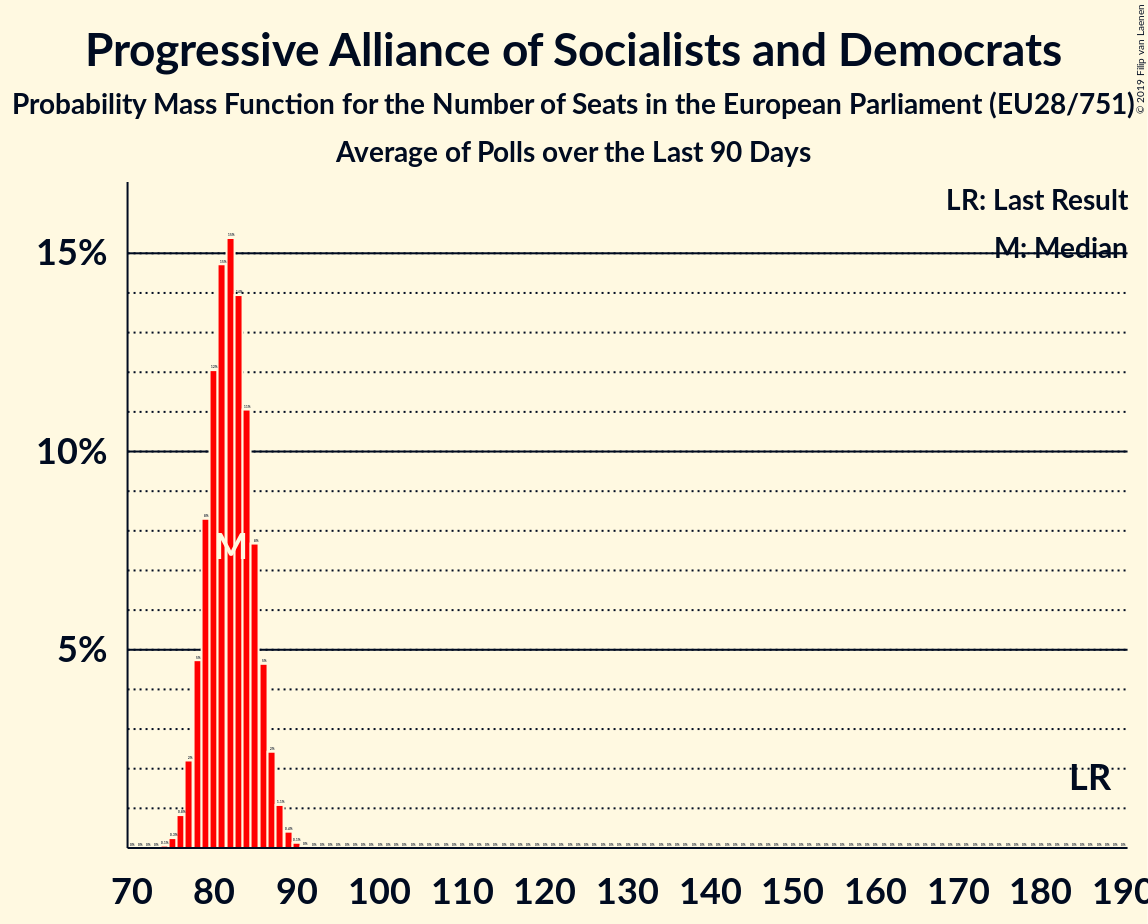 Progressive Alliance of Socialists and Democrats
Probability Mass Function for the Number of Seats in the European Parliament (EU28/751)
Average of Polls over the Last 90 Days
© 2019 Filip van Laenen
LR: Last Result
M: Median
15%
10%
5%
M
LR
70 80 90 100 110 120 130 140 150 160 170 180 190